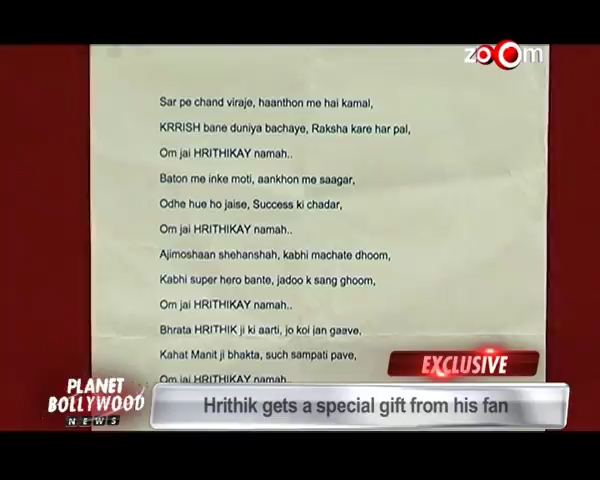 zoom
Sar pe chand viraje, haanthon me hai kamal,
KRRISH bane duniya bachaye, Raksha kare har pal,
Om jai HRITHIKAY namah..
Baton me inke moti, aankhon me saagar,
Odhe hue ho jaise, Success ki chadar,
Om jai HRITHIKAY namah..
Ajimoshaan shehanshah, kabhi machate dhoom,
Kabhi super hero bante, jadoo k sang ghoom,
Om jai HRITHIKAY namah..
Bhrata HRITHIK ji ki aarti, jo koi jan gaave,
Kahat Manit ji bhakta, such sampati pave,
Om jai HRITHIKAY namah..
EXCLUSIVE
PLANET
BOLLYWOOD
NEWS
Hrithik gets a special gift from his fan